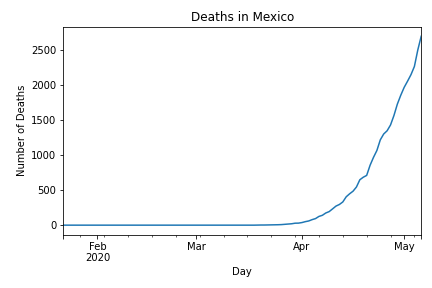 Deaths in Mexico
Number of Deaths
2500
2000
1500
1000
500
0
Feb
2020
Mar
Apr
May
Day